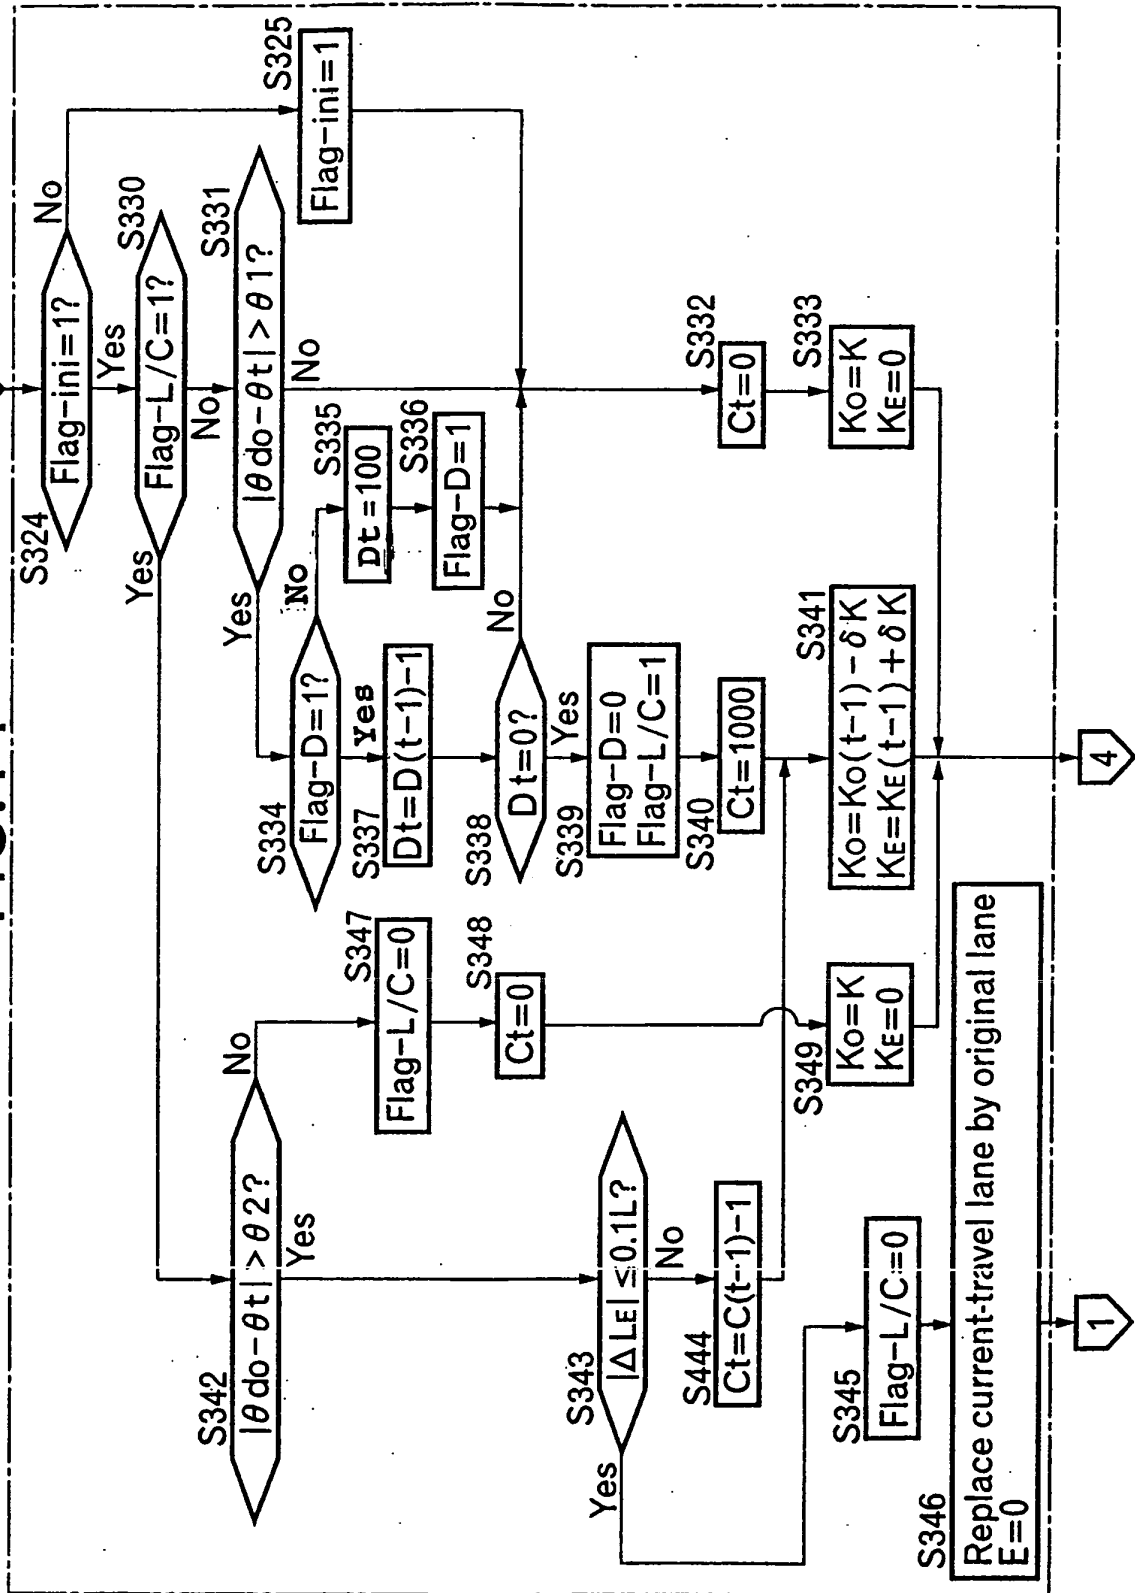 S324
Flag-ini=1?
No
Yes
S325
Flag-ini=1
S330
Flag-L/C=1?
Yes
No
S331
|θdo-θt|>θ1?
Yes
No
S342
|θdo-θt|>θ2?
No
Yes
S334
Flag-D=1?
No
Yes
S335
Dt=100
S336
Flag-D=1
S337
Dt=D(t-1)-1
S338
Dt=0?
No
Yes
S339
Flag-D=0
Flag-L/C=1
S340
Ct=1000
S347
Flag-L/C=0
S348
Ct=0
S332
Ct=0
S333
Ko=K
KE=0
S341
Ko=Ko(t-1)-δK
KE=KE(t-1)+δK
S349
Ko=K
KE=0
S343
|ΔLE|≤0.1L?
Yes
No
S444
Ct=C(t-1)-1
S345
Flag-L/C=0
S346
Replace current-travel lane by original lane
E=0
1
4